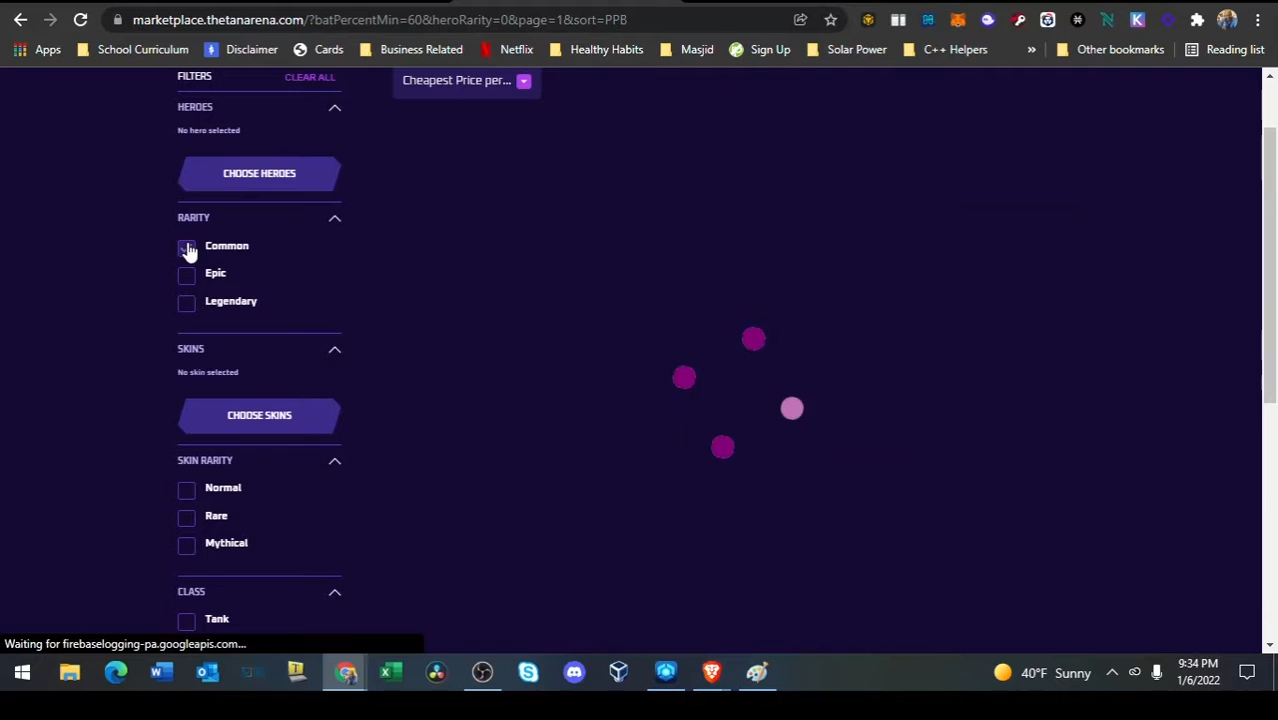 marketplace.thetanarena.com/?batPercentMin=60&heroRarity=0&page=1&sort=PPB
Apps School Curriculum Disclaimer Cards Business Related Netflix Healthy Habits Masjid Sign Up Solar Power C++ Helpers » Other bookmarks Reading list
FILTERS CLEAR ALL
Cheapest Price per...
HEROES
No hero selected
CHOOSE HEROES
RARITY
Common
Epic
Legendary
SKINS
No skin selected
CHOOSE SKINS
SKIN RARITY
Normal
Rare
Mythical
CLASS
Tank
Waiting for firebaselogging-pa.googleapis.com...
40°F Sunny
9:34 PM
1/6/2022